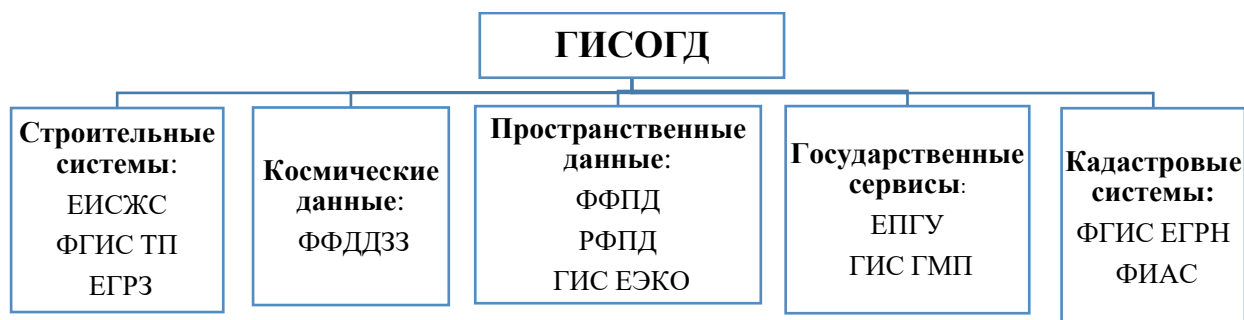 ГИСОГД
Строительные
системы:
ЕИСЖС
ФГИС ТП
ЕГРЗ
Космические
данные:
ФФДДЗЗ
Пространственные
данные:
ФФПД
РФПД
ГИС ЕЭКО
Государственные
сервисы:
ЕПГУ
ГИС ГМП
Кадастровые
системы:
ФГИС ЕГРН
ФИАС